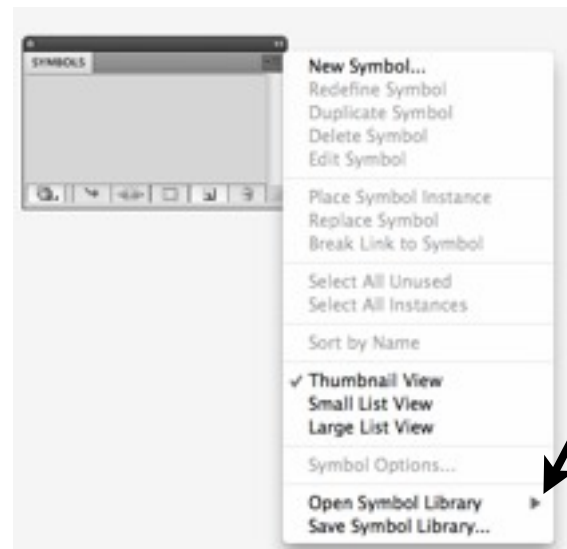 SYMBOLS
New Symbol...
Redefine Symbol
Duplicate Symbol
Delete Symbol
Edit Symbol
Place Symbol Instance
Replace Symbol
Break Link to Symbol
Select All Unused
Select All Instances
Sort by Name
✓ Thumbnail View
Small List View
Large List View
Symbol Options...
Open Symbol Library
Save Symbol Library...